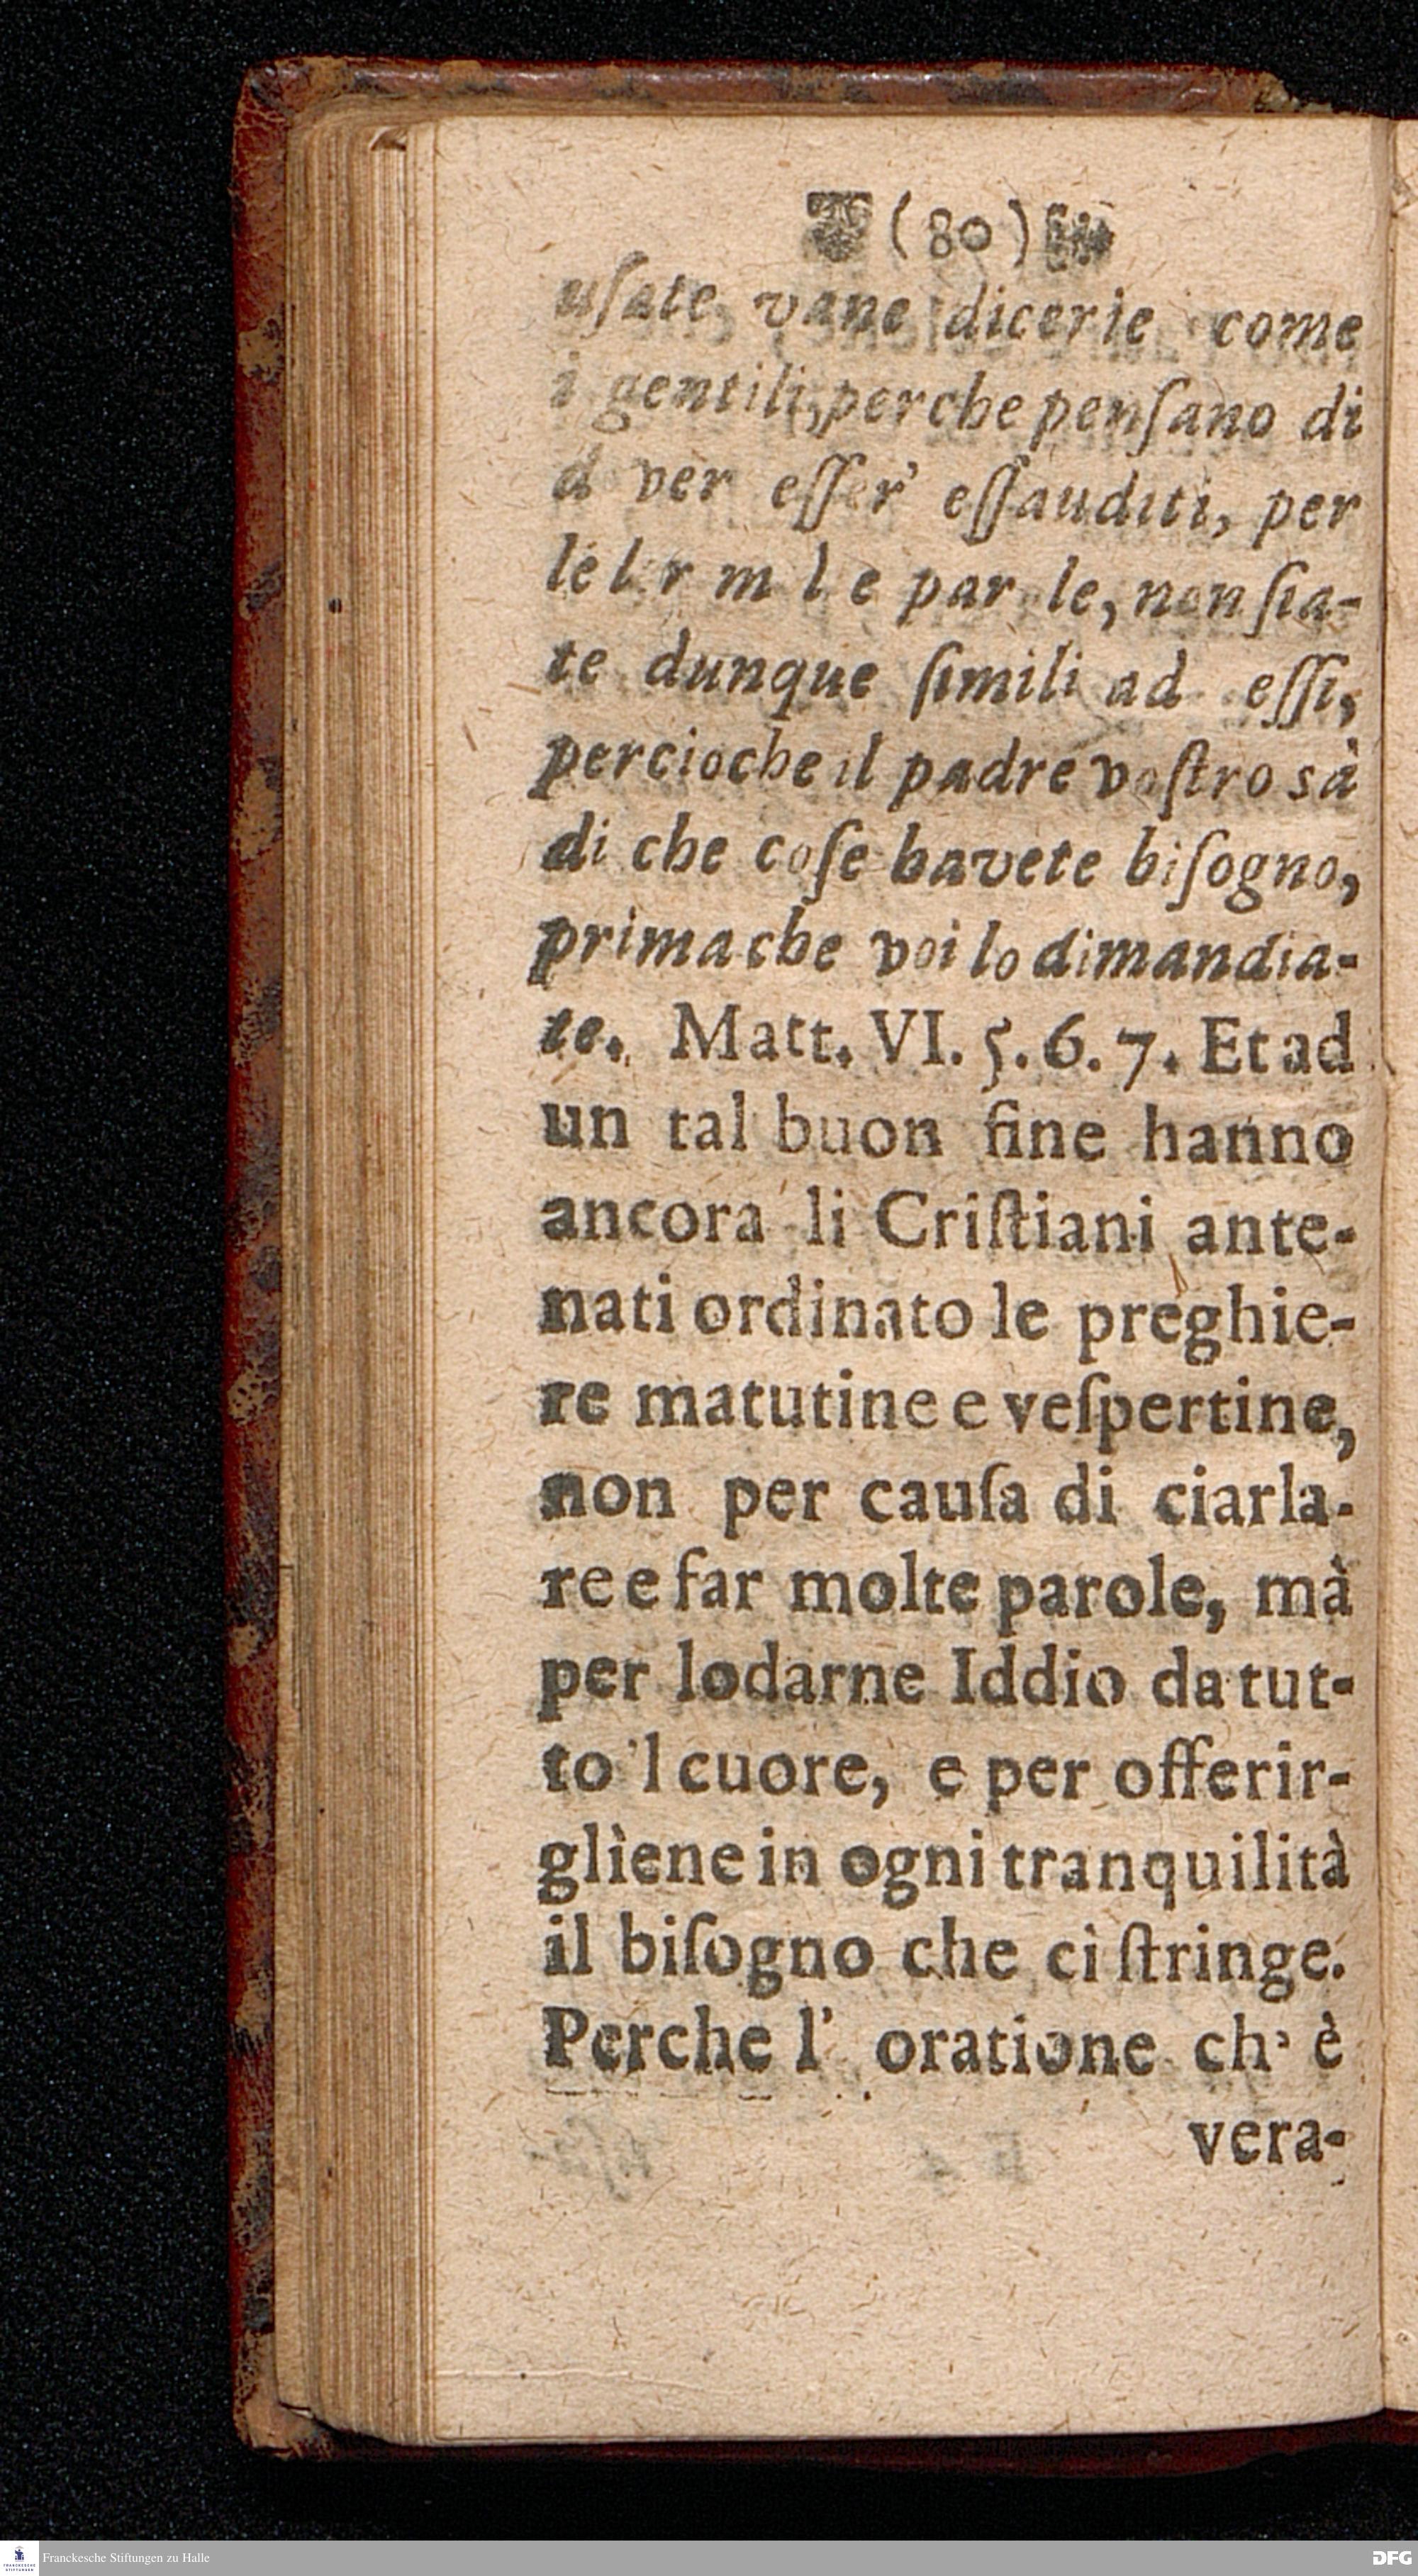 (80)
uſate vane dicerie come
i gentili, perche penſano di
d ver eſſer' eſſauditi, per
le l r m l e par le, non ſia-
te dunque ſimili ad eſſi,
percioche il padre voſtro sà
di che coſe havete biſogno,
prima che voi lo dimandia-
te. Matt. VI. 5. 6. 7. Et ad
un tal buon fine hanno
ancora li Criſtiani ante-
nati ordinato le preghie-
re matutine e veſpertine,
non per cauſa di ciarla-
re e far molte parole, mà
per lodarne Iddio da tut-
to 'l cuore, e per offerir-
glìene in ogni tranquilità
il biſogno che ci ſtringe.
Perche l' oratione ch' è
vera-
Franckesche Stiftungen zu Halle
DFG